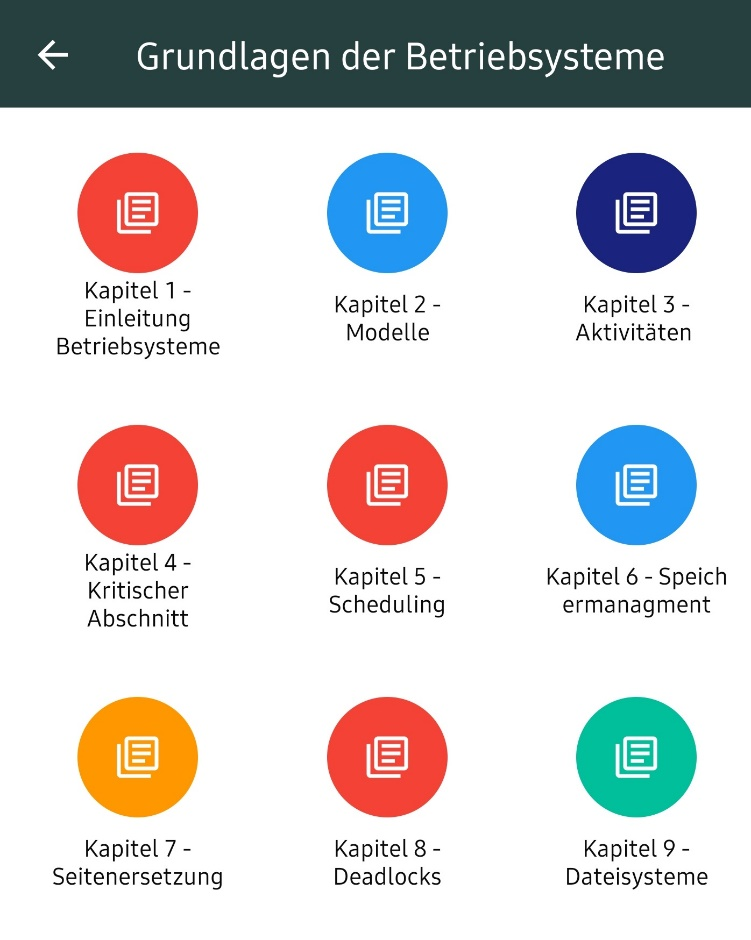 Grundlagen der Betriebsysteme
Kapitel 1 -
Einleitung
Betriebsysteme
Kapitel 2 -
Modelle
Kapitel 3 -
Aktivitäten
Kapitel 4 -
Kritischer
Abschnitt
Kapitel 5 -
Scheduling
Kapitel 6 - Speich
ermanagment
Kapitel 7 -
Seitenersetzung
Kapitel 8 -
Deadlocks
Kapitel 9 -
Dateisysteme